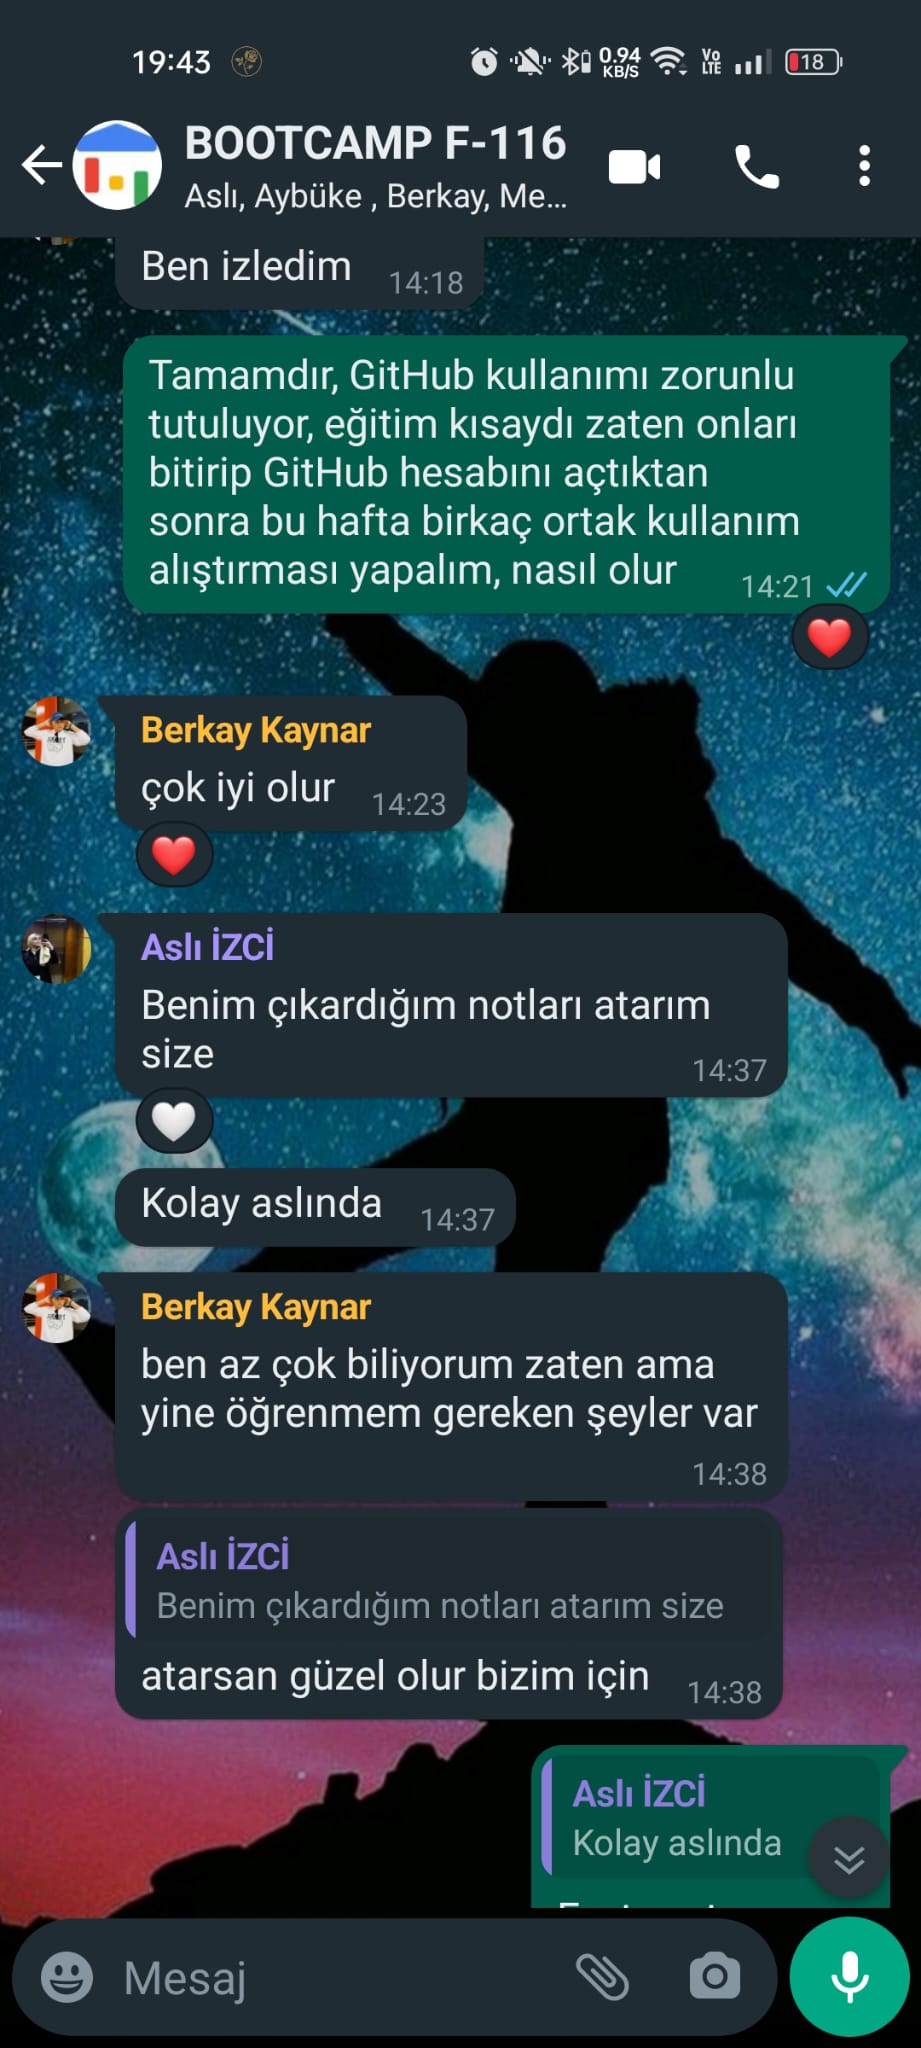 19:43
0.94
KB/S
Vo
LTE
18
BOOTCAMP F-116
Aslı, Aybüke , Berkay, Me...
Ben izledim
14:18
Tamamdır, GitHub kullanımı zorunlu
tutuluyor, eğitim kısaydı zaten onları
bitirip GitHub hesabını açtıktan
sonra bu hafta birkaç ortak kullanım
alıştırması yapalım, nasıl olur
14:21
Berkay Kaynar
çok iyi olur
14:23
Aslı İZCİ
Benim çıkardığım notları atarım
size
14:37
Kolay aslında
14:37
Berkay Kaynar
ben az çok biliyorum zaten ama
yine öğrenmem gereken şeyler var
14:38
Aslı İZCİ
Benim çıkardığım notları atarım size
atarsan güzel olur bizim için
14:38
Aslı İZCİ
Kolay aslında
Mesaj